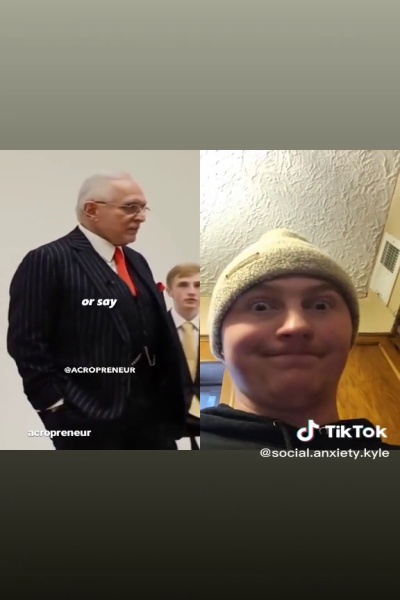 or say
@ACROPRENEUR
acropreneur
TikTok
@social.anxiety.kyle